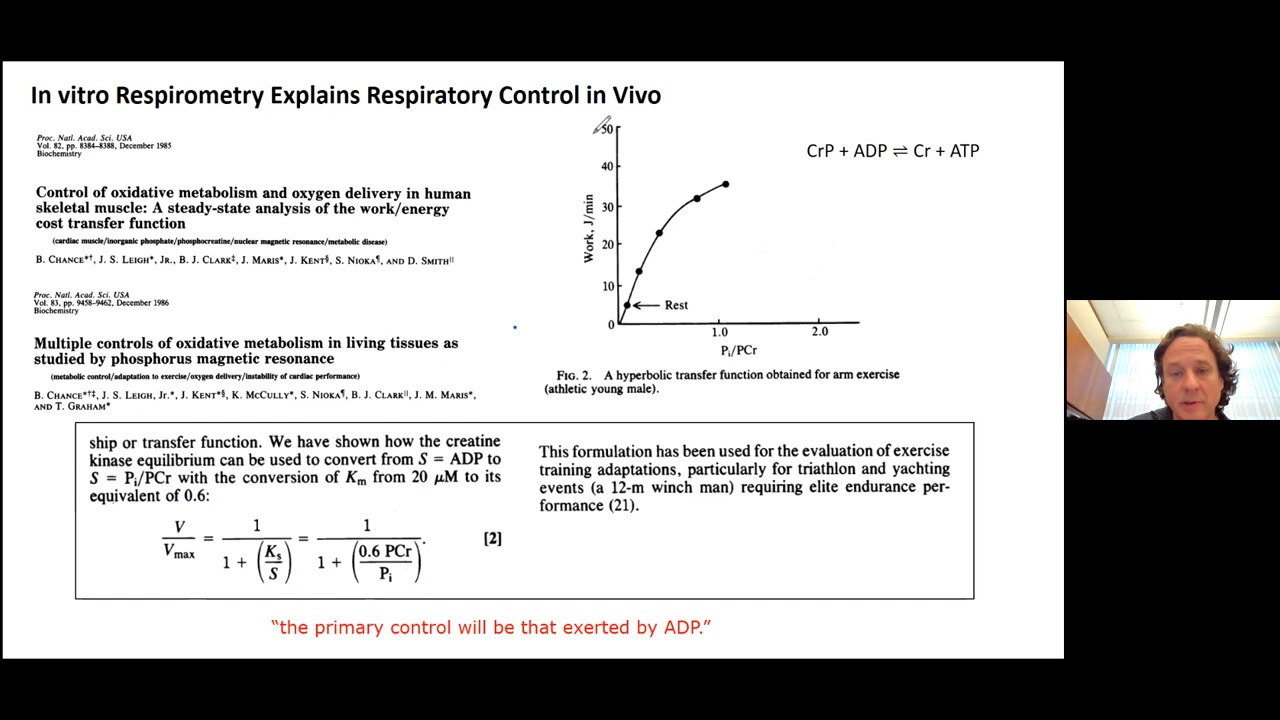 In vitro Respirometry Explains Respiratory Control in Vivo
Proc. Natl. Acad. Sci. USA
Vol. 82, pp. 8384–8388, December 1985
Biochemistry
Control of oxidative metabolism and oxygen delivery in human
skeletal muscle: A steady-state analysis of the work/energy
cost transfer function
(cardiac muscle/inorganic phosphate/phosphocreatine/nuclear magnetic resonance/metabolic disease)
B. CHANCE*†, J. S. LEIGH*, JR., B. J. CLARK‡, J. MARIS*, J. KENT§, S. NIOKA¶, AND D. SMITH‖
Proc. Natl. Acad. Sci. USA
Vol. 83, pp. 9458–9462, December 1986
Biochemistry
Multiple controls of oxidative metabolism in living tissues as
studied by phosphorus magnetic resonance
(metabolic control/adaptation to exercise/oxygen delivery/instability of cardiac performance)
B. CHANCE*†‡, J. S. LEIGH, Jr.*, J. KENT*§, K. MCCULLY*, S. NIOKA¶, B. J. CLARK‖, J. M. MARIS*,
AND T. GRAHAM*
50
40
30
20
10
0
Work, J/min
Rest
1.0
2.0
Pi/PCr
FIG. 2. A hyperbolic transfer function obtained for arm exercise
(athletic young male).
CrP + ADP ⇌ Cr + ATP
ship or transfer function. We have shown how the creatine
kinase equilibrium can be used to convert from S = ADP to
S = Pi/PCr with the conversion of Km from 20 μM to its
equivalent of 0.6:
V/Vmax = 1/(1 + (Ks/S)) = 1/(1 + (0.6 PCr/Pi)). [2]
This formulation has been used for the evaluation of exercise
training adaptations, particularly for triathlon and yachting
events (a 12-m winch man) requiring elite endurance per-
formance (21).
“the primary control will be that exerted by ADP.”